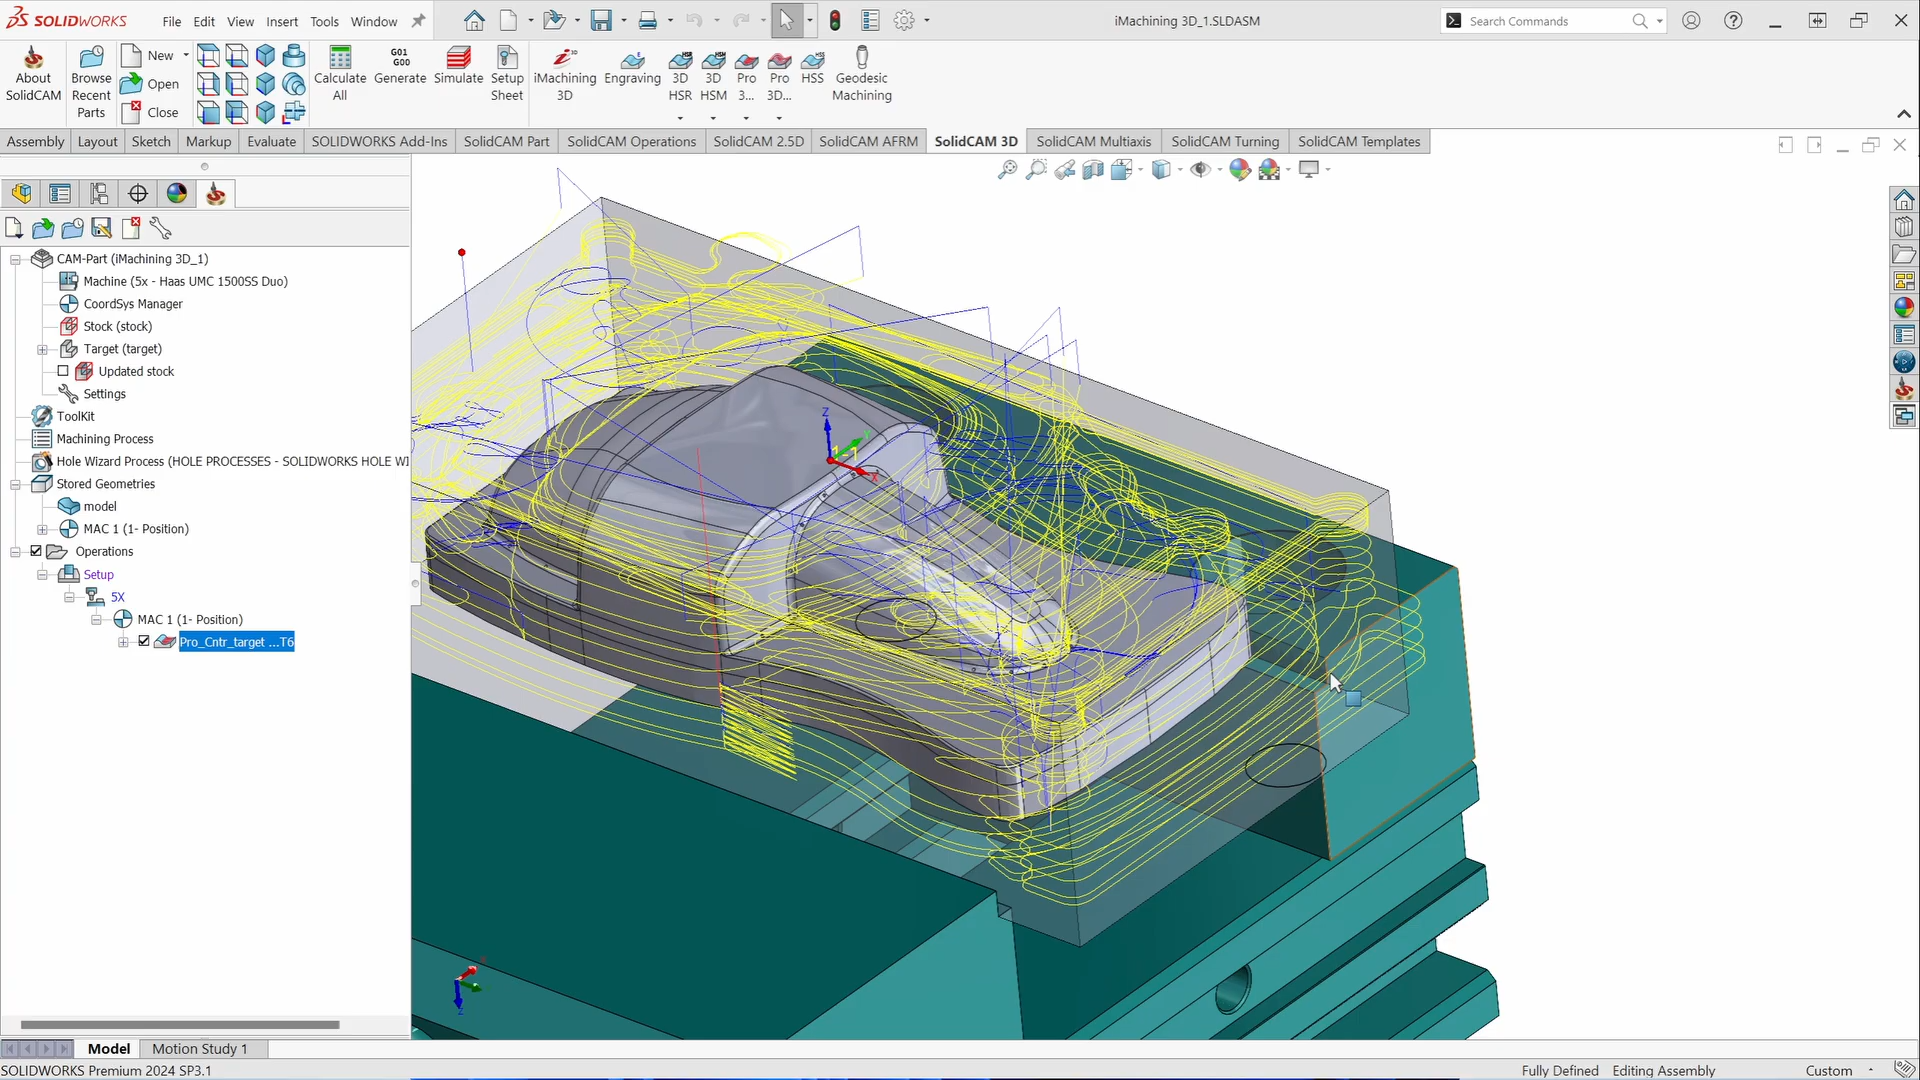 SOLIDWORKS
File Edit View Insert Tools Window
iMachining 3D_1.SLDASM
Search Commands
About SolidCAM
Browse Recent Parts
New
Open
Close
Calculate All
G01 G00
Generate
Simulate
Setup Sheet
iMachining 3D
Engraving
3D HSR
3D HSM
Pro 3...
Pro 3D...
HSS
Geodesic Machining
Assembly Layout Sketch Markup Evaluate SOLIDWORKS Add-Ins SolidCAM Part SolidCAM Operations SolidCAM 2.5D SolidCAM AFRM SolidCAM 3D SolidCAM Multiaxis SolidCAM Turning SolidCAM Templates
CAM-Part (iMachining 3D_1)
Machine (5x - Haas UMC 1500SS Duo)
CoordSys Manager
Stock (stock)
Target (target)
Updated stock
Settings
ToolKit
Machining Process
Hole Wizard Process (HOLE PROCESSES - SOLIDWORKS HOLE WI
Stored Geometries
model
MAC 1 (1- Position)
Operations
Setup
5X
MAC 1 (1- Position)
Pro_Cntr_target ...T6
Z
X
Z
Model Motion Study 1
SOLIDWORKS Premium 2024 SP3.1
Fully Defined Editing Assembly Custom